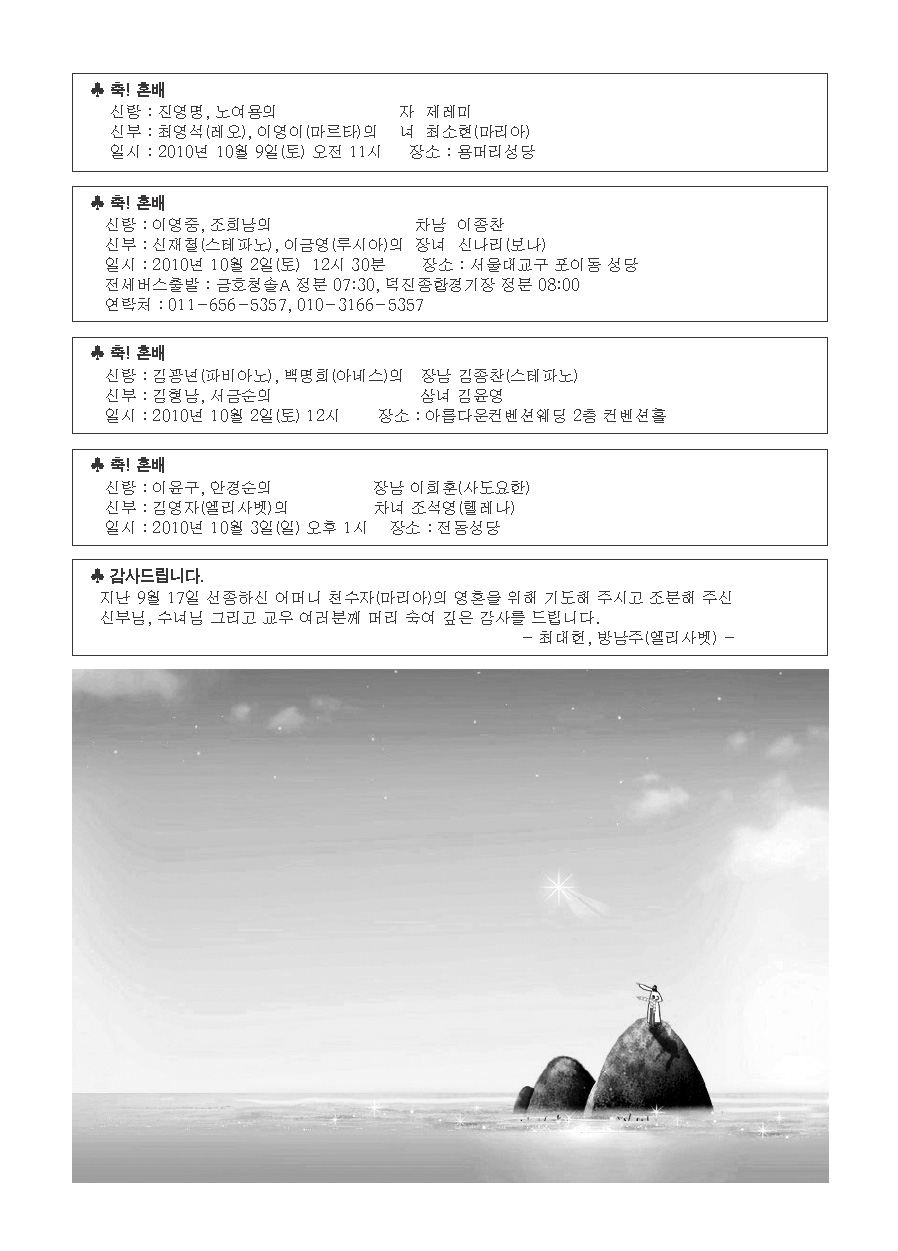 ♣ 축! 혼배
신랑 : 진영명, 노여용의 자 제레미
신부 : 최영석(레오), 이영이(마르타)의 녀 최소현(마리아)
일시 : 2010년 10월 9일(토) 오전 11시 장소 : 용머리성당
♣ 축! 혼배
신랑 : 이영중, 조희남의 차남 이종찬
신부 : 신재철(스테파노), 이금영(루시아)의 장녀 신나리(보나)
일시 : 2010년 10월 2일(토) 12시 30분 장소 : 서울대교구 포이동 성당
전세버스출발 : 금호청솔A 정문 07:30, 덕진종합경기장 정문 08:00
연락처 : 011-656-5357, 010-3166-5357
♣ 축! 혼배
신랑 : 김광년(파비아노), 백명희(아네스)의 장남 김종찬(스테파노)
신부 : 김형남, 서금순의 삼녀 김윤영
일시 : 2010년 10월 2일(토) 12시 장소 : 아름다운컨벤션웨딩 2층 컨벤션홀
♣ 축! 혼배
신랑 : 이윤구, 안경순의 장남 이희훈(사도요한)
신부 : 김영자(엘리사벳)의 차녀 조석영(헬레나)
일시 : 2010년 10월 3일(일) 오후 1시 장소 : 전동성당
♣ 감사드립니다.
지난 9월 17일 선종하신 어머니 천수자(마리아)의 영혼을 위해 기도해 주시고 조문해 주신
신부님, 수녀님 그리고 교우 여러분께 머리 숙여 깊은 감사를 드립니다.
- 최대헌, 방남주(엘리사벳) -